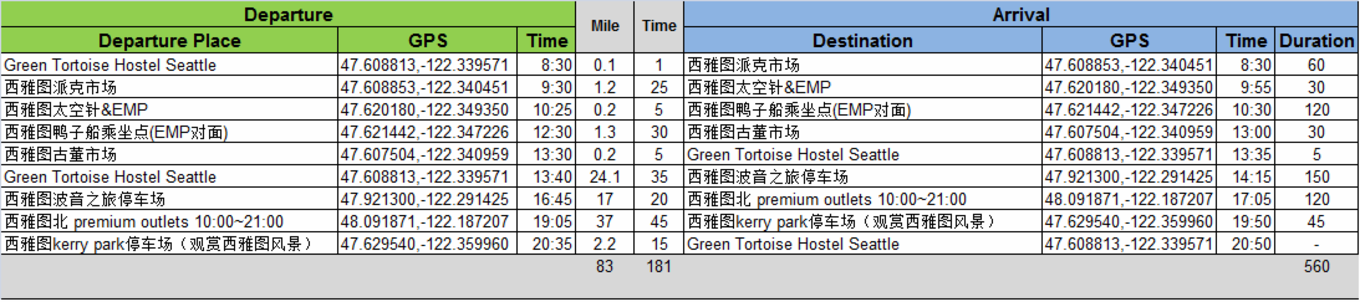 Departure Mile Time Arrival
Departure Place GPS Time Destination GPS Time Duration
Green Tortoise Hostel Seattle 47.608813,-122.339571 8:30 0.1 1 西雅图派克市场 47.608853,-122.340451 8:30 60
西雅图派克市场 47.608853,-122.340451 9:30 1.2 25 西雅图太空针&EMP 47.620180,-122.349350 9:55 30
西雅图太空针&EMP 47.620180,-122.349350 10:25 0.2 5 西雅图鸭子船乘坐点(EMP对面) 47.621442,-122.347226 10:30 120
西雅图鸭子船乘坐点(EMP对面) 47.621442,-122.347226 12:30 1.3 30 西雅图古董市场 47.607504,-122.340959 13:00 30
西雅图古董市场 47.607504,-122.340959 13:30 0.2 5 Green Tortoise Hostel Seattle 47.608813,-122.339571 13:35 5
Green Tortoise Hostel Seattle 47.608813,-122.339571 13:40 24.1 35 西雅图波音之旅停车场 47.921300,-122.291425 14:15 150
西雅图波音之旅停车场 47.921300,-122.291425 16:45 17 20 西雅图北 premium outlets 10:00~21:00 48.091871,-122.187207 17:05 120
西雅图北 premium outlets 10:00~21:00 48.091871,-122.187207 19:05 37 45 西雅图kerry park停车场（观赏西雅图风景） 47.629540,-122.359960 19:50 45
西雅图kerry park停车场（观赏西雅图风景） 47.629540,-122.359960 20:35 2.2 15 Green Tortoise Hostel Seattle 47.608813,-122.339571 20:50 -
83 181 560